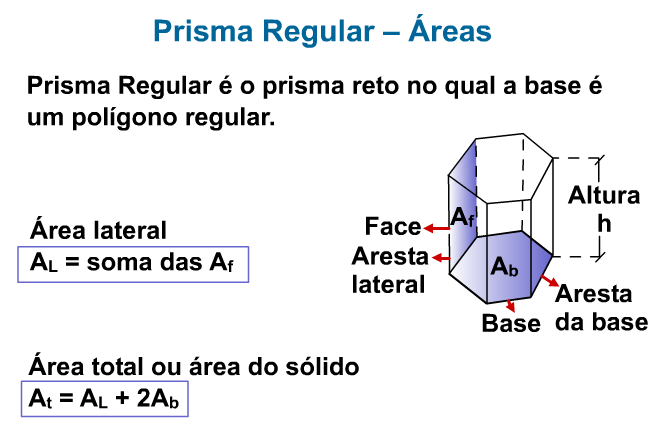 Prisma Regular – Áreas
Prisma Regular é o prisma reto no qual a base é
um polígono regular.
Área lateral
AL = soma das Af
Área total ou área do sólido
At = AL + 2Ab
Altura
h
Face
Af
Aresta
lateral
Ab
Aresta
da base
Base